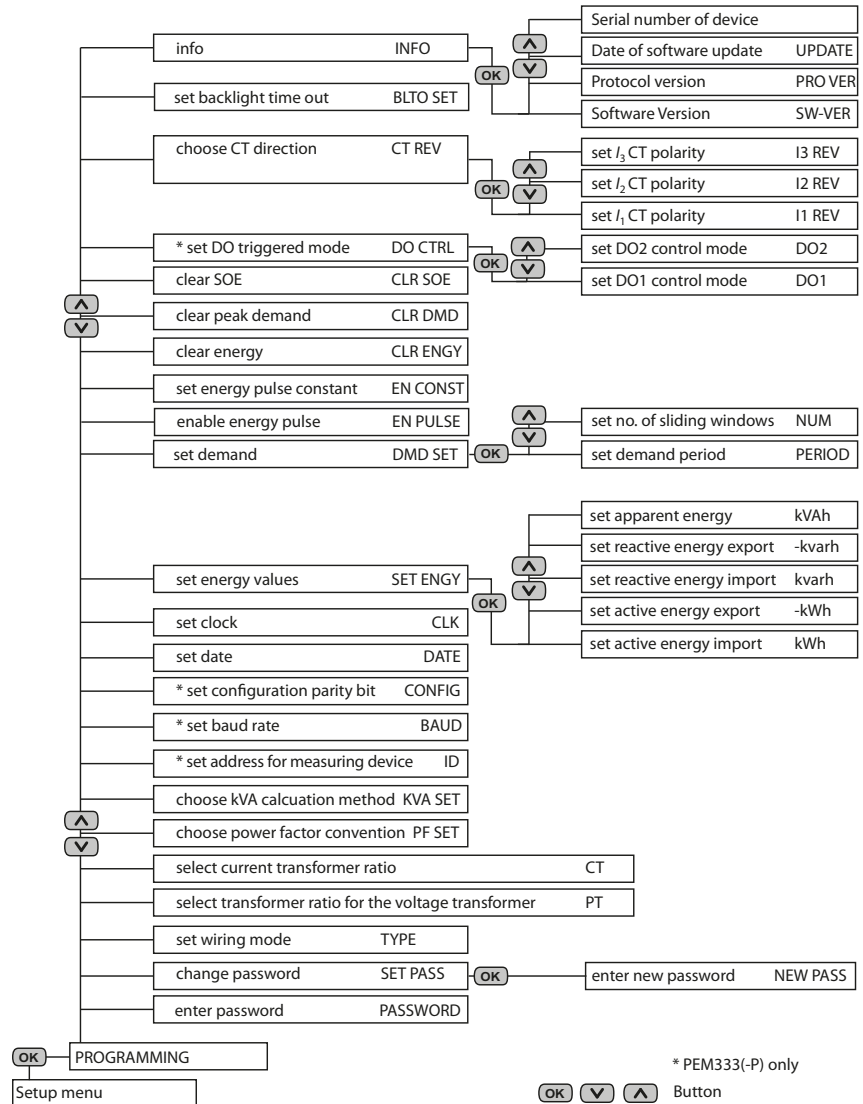 Serial number of device
info INFO
Date of software update UPDATE
OK
Protocol version PRO VER
set backlight time out BLTO SET
Software Version SW-VER
choose CT direction CT REV
set I3 CT polarity I3 REV
OK
set I2 CT polarity I2 REV
set I1 CT polarity I1 REV
* set DO triggered mode DO CTRL
set DO2 control mode DO2
OK
clear SOE CLR SOE
set DO1 control mode DO1
clear peak demand CLR DMD
clear energy CLR ENGY
set energy pulse constant EN CONST
enable energy pulse EN PULSE
set no. of sliding windows NUM
set demand DMD SET
OK
set demand period PERIOD
set apparent energy kVAh
set reactive energy export -kvarh
set energy values SET ENGY
set reactive energy import kvarh
OK
set active energy export -kWh
set clock CLK
set active energy import kWh
set date DATE
* set configuration parity bit CONFIG
* set baud rate BAUD
* set address for measuring device ID
choose kVA calcuation method KVA SET
choose power factor convention PF SET
select current transformer ratio CT
select transformer ratio for the voltage transformer PT
set wiring mode TYPE
change password SET PASS
OK
enter new password NEW PASS
enter password PASSWORD
OK
PROGRAMMING
* PEM333(-P) only
Setup menu
OK
Button